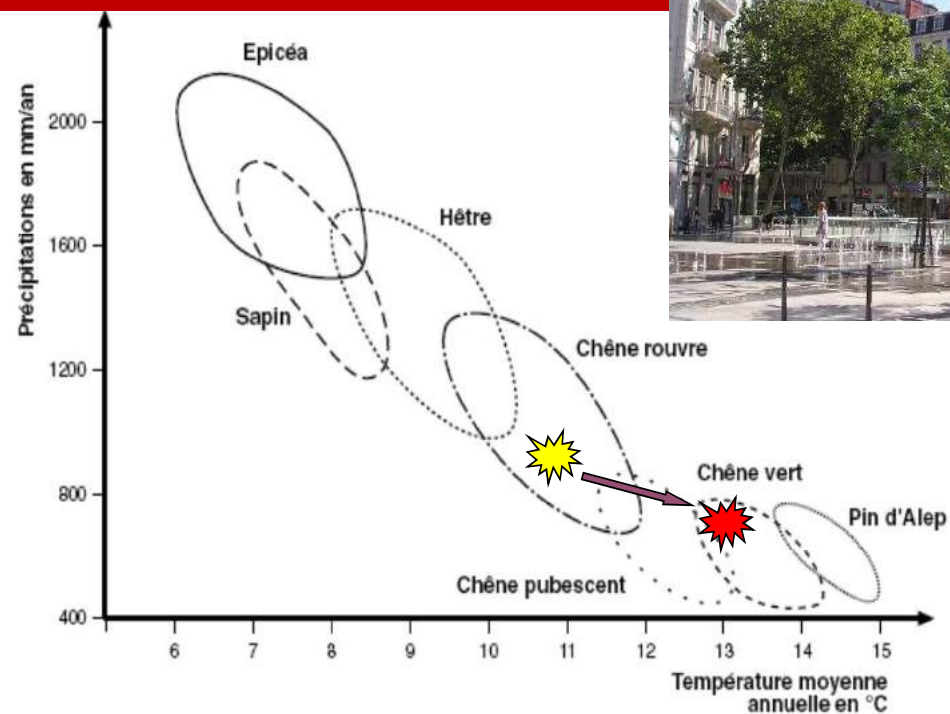 Précipitations en mm/an
Epicéa
2000
Hêtre
1600
Sapin
Chêne rouvre
1200
Chêne vert
800
Pin d'Alep
Chêne pubescent
400
6 7 8 9 10 11 12 13 14 15
Température moyenne
annuelle en °C